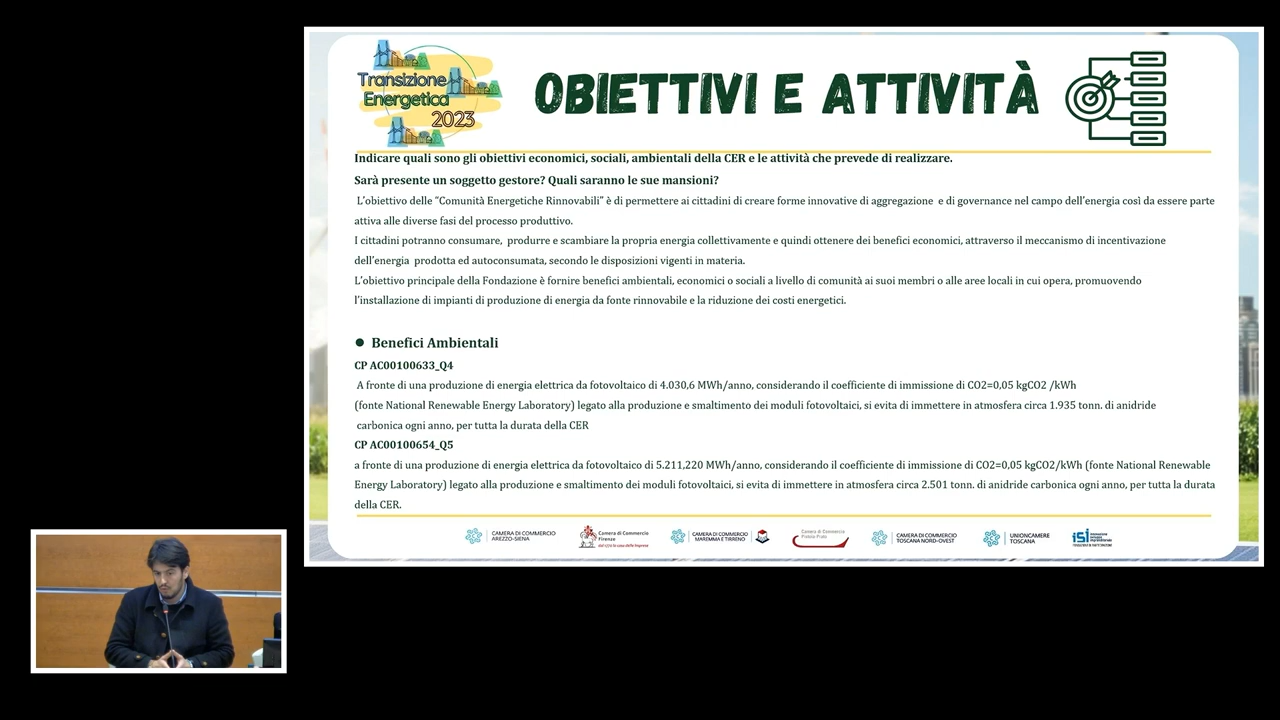 Transizione
Energetica
2023
OBIETTIVI E ATTIVITÀ
Indicare quali sono gli obiettivi economici, sociali, ambientali della CER e le attività che prevede di realizzare.
Sarà presente un soggetto gestore? Quali saranno le sue mansioni?
L’obiettivo delle “Comunità Energetiche Rinnovabili” è di permettere ai cittadini di creare forme innovative di aggregazione e di governance nel campo dell’energia così da essere parte
attiva alle diverse fasi del processo produttivo.
I cittadini potranno consumare, produrre e scambiare la propria energia collettivamente e quindi ottenere dei benefici economici, attraverso il meccanismo di incentivazione
dell’energia prodotta ed autoconsumata, secondo le disposizioni vigenti in materia.
L’obiettivo principale della Fondazione è fornire benefici ambientali, economici o sociali a livello di comunità ai suoi membri o alle aree locali in cui opera, promuovendo
l’installazione di impianti di produzione di energia da fonte rinnovabile e la riduzione dei costi energetici.
● Benefici Ambientali
CP AC00100633_Q4
A fronte di una produzione di energia elettrica da fotovoltaico di 4.030,6 MWh/anno, considerando il coefficiente di immissione di CO2=0,05 kgCO2 /kWh
(fonte National Renewable Energy Laboratory) legato alla produzione e smaltimento dei moduli fotovoltaici, si evita di immettere in atmosfera circa 1.935 tonn. di anidride
carbonica ogni anno, per tutta la durata della CER
CP AC00100654_Q5
a fronte di una produzione di energia elettrica da fotovoltaico di 5.211,220 MWh/anno, considerando il coefficiente di immissione di CO2=0,05 kgCO2/kWh (fonte National Renewable
Energy Laboratory) legato alla produzione e smaltimento dei moduli fotovoltaici, si evita di immettere in atmosfera circa 2.501 tonn. di anidride carbonica ogni anno, per tutta la durata
della CER.
CAMERA DI COMMERCIO
AREZZO-SIENA
Camera di Commercio
Firenze
CAMERA DI COMMERCIO
MAREMMA E TIRRENO
Camera di Commercio
Pistoia-Prato
CAMERA DI COMMERCIO
TOSCANA NORD-OVEST
UNIONCAMERE
TOSCANA
isi